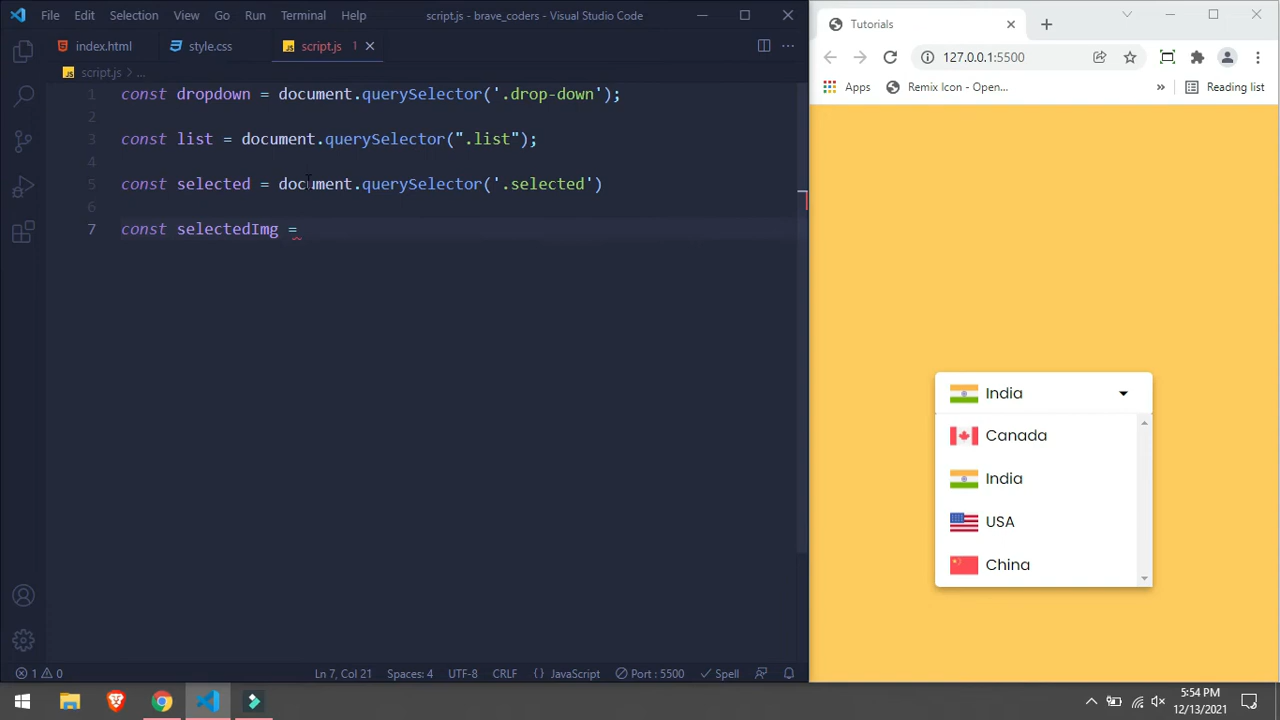 File Edit Selection View Go Run Terminal Help script.js - brave_coders - Visual Studio Code
index.html style.css script.js 1
script.js > ...
1 const dropdown = document.querySelector('.drop-down');
2
3 const list = document.querySelector(".list");
4
5 const selected = document.querySelector('.selected')
6
7 const selectedImg =
1 0 Ln 7, Col 21 Spaces: 4 UTF-8 CRLF { } JavaScript Port : 5500 Spell
Tutorials
127.0.0.1:5500
Apps Remix Icon - Open... » Reading list
India
Canada
India
USA
China
5:54 PM
12/13/2021